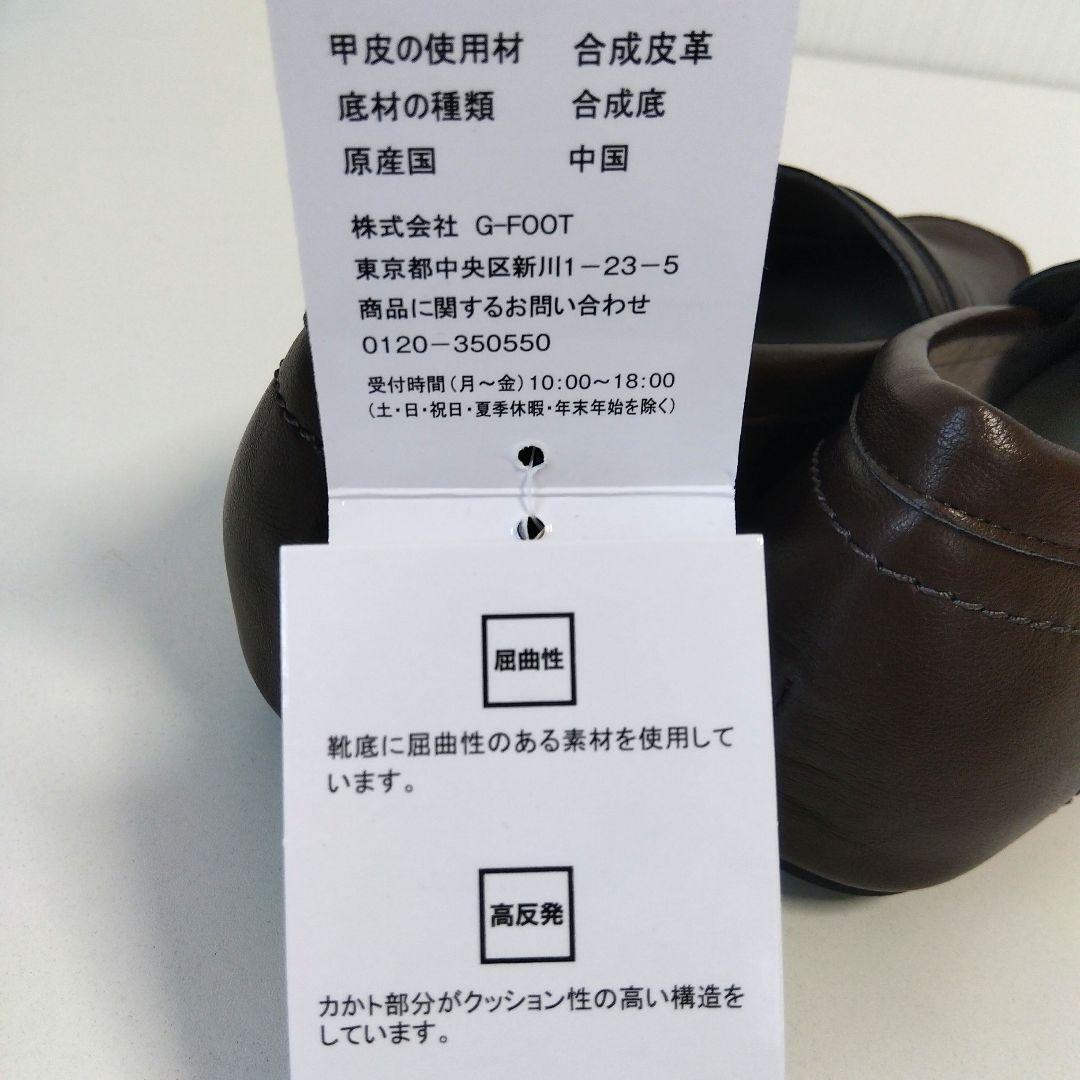 甲皮の使用材 合成皮革
底材の種類 合成底
原産国 中国
株式会社 G-FOOT
東京都中央区新川1-23-5
商品に関するお問い合わせ
0120-350550
受付時間(月～金)10:00～18:00
(土・日・祝日・夏季休暇・年末年始を除く)
屈曲性
靴底に屈曲性のある素材を使用して
います。
高反発
カかト部分がクッション性の高い構造を
しています。